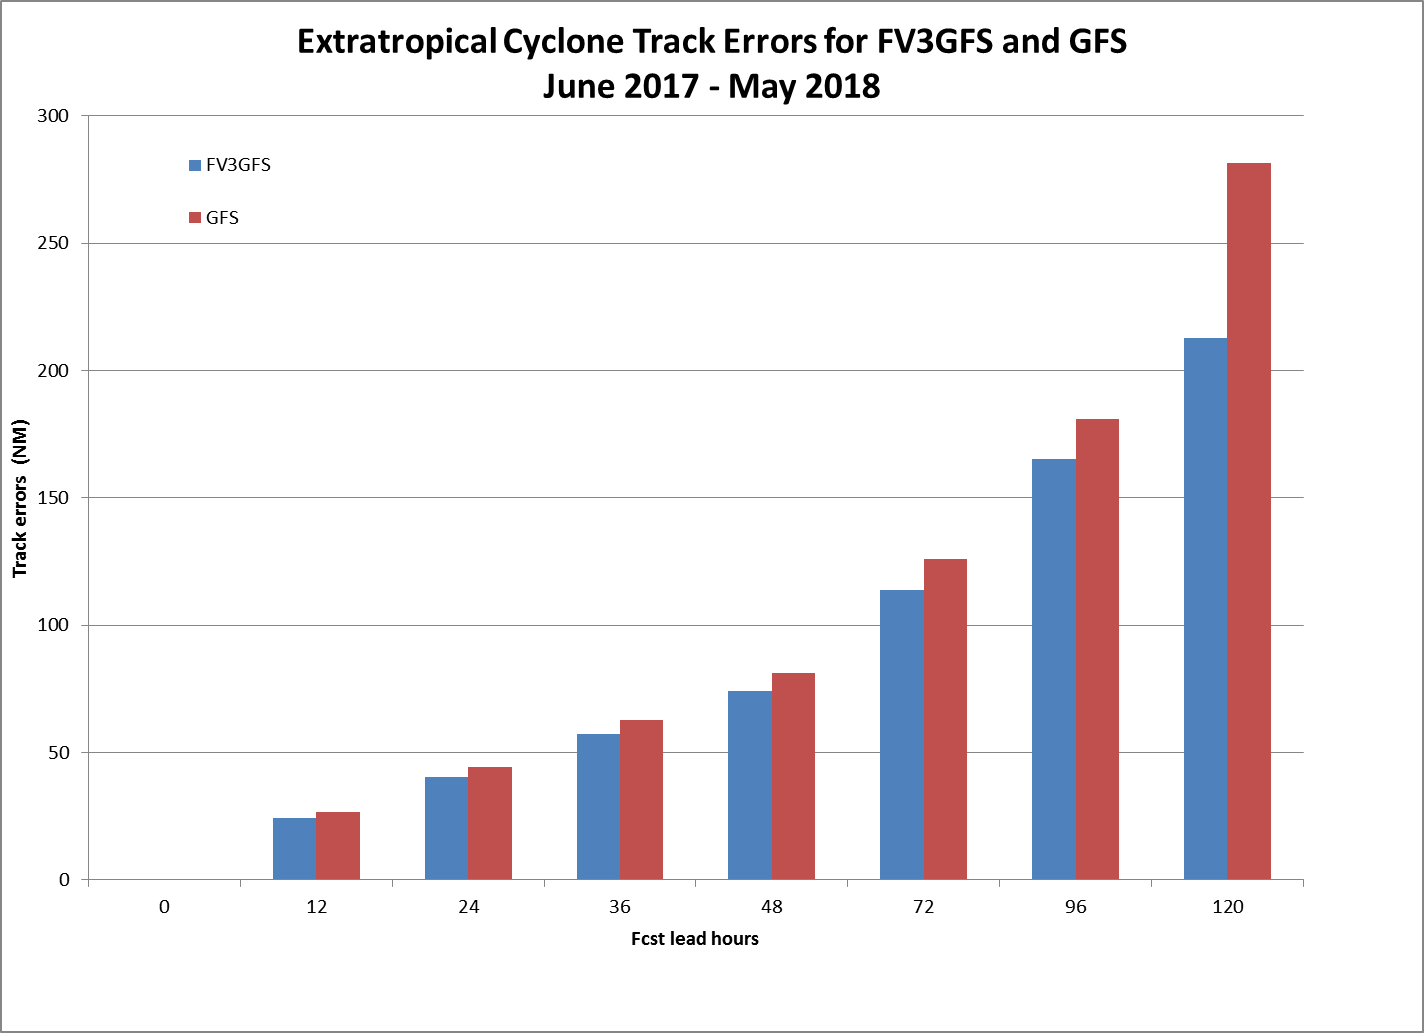 Extratropical Cyclone Track Errors for FV3GFS and GFS
June 2017 - May 2018
300
250
200
150
100
50
0
FV3GFS
GFS
Track errors (NM)
0 12 24 36 48 72 96 120
Fcst lead hours